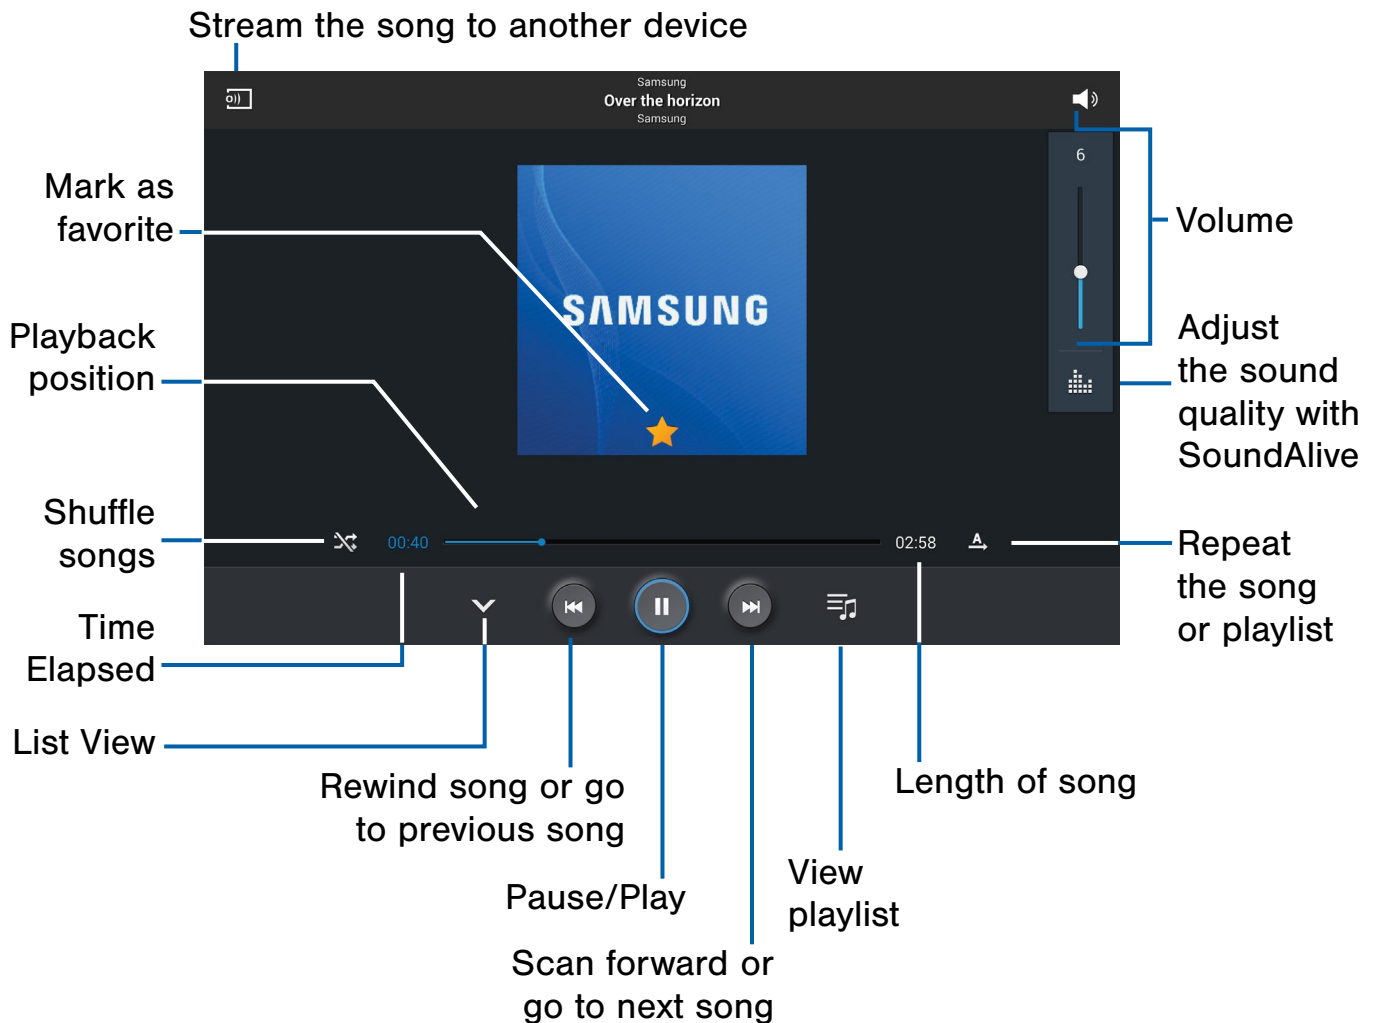 Stream the song to another device
Samsung
Over the horizon
Samsung
6
Mark as
favorite
Volume
SAMSUNG
Playback
position
Adjust
the sound
quality with
SoundAlive
Shuffle
songs
00:40
02:58
A
Repeat
the song
or playlist
Time
Elapsed
List View
Rewind song or go
to previous song
Length of song
Pause/Play
View
playlist
Scan forward or
go to next song